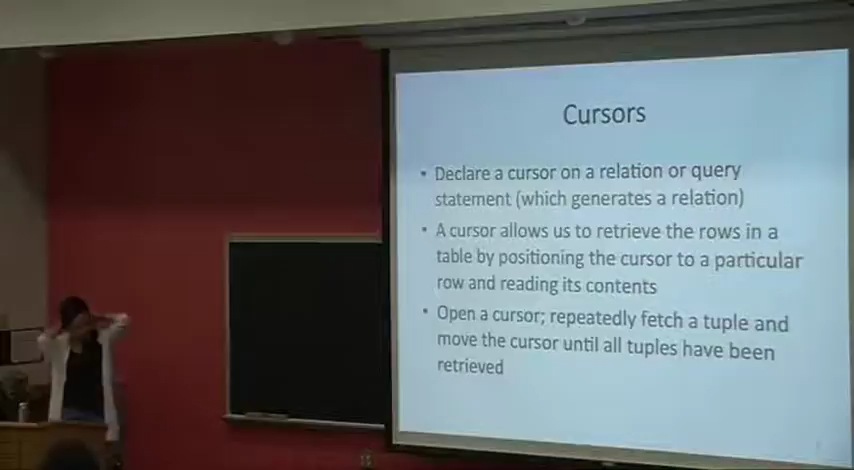 Cursors
• Declare a cursor on a relation or query
statement (which generates a relation)
• A cursor allows us to retrieve the rows in a
table by positioning the cursor to a particular
row and reading its contents
• Open a cursor; repeatedly fetch a tuple and
move the cursor until all tuples have been
retrieved